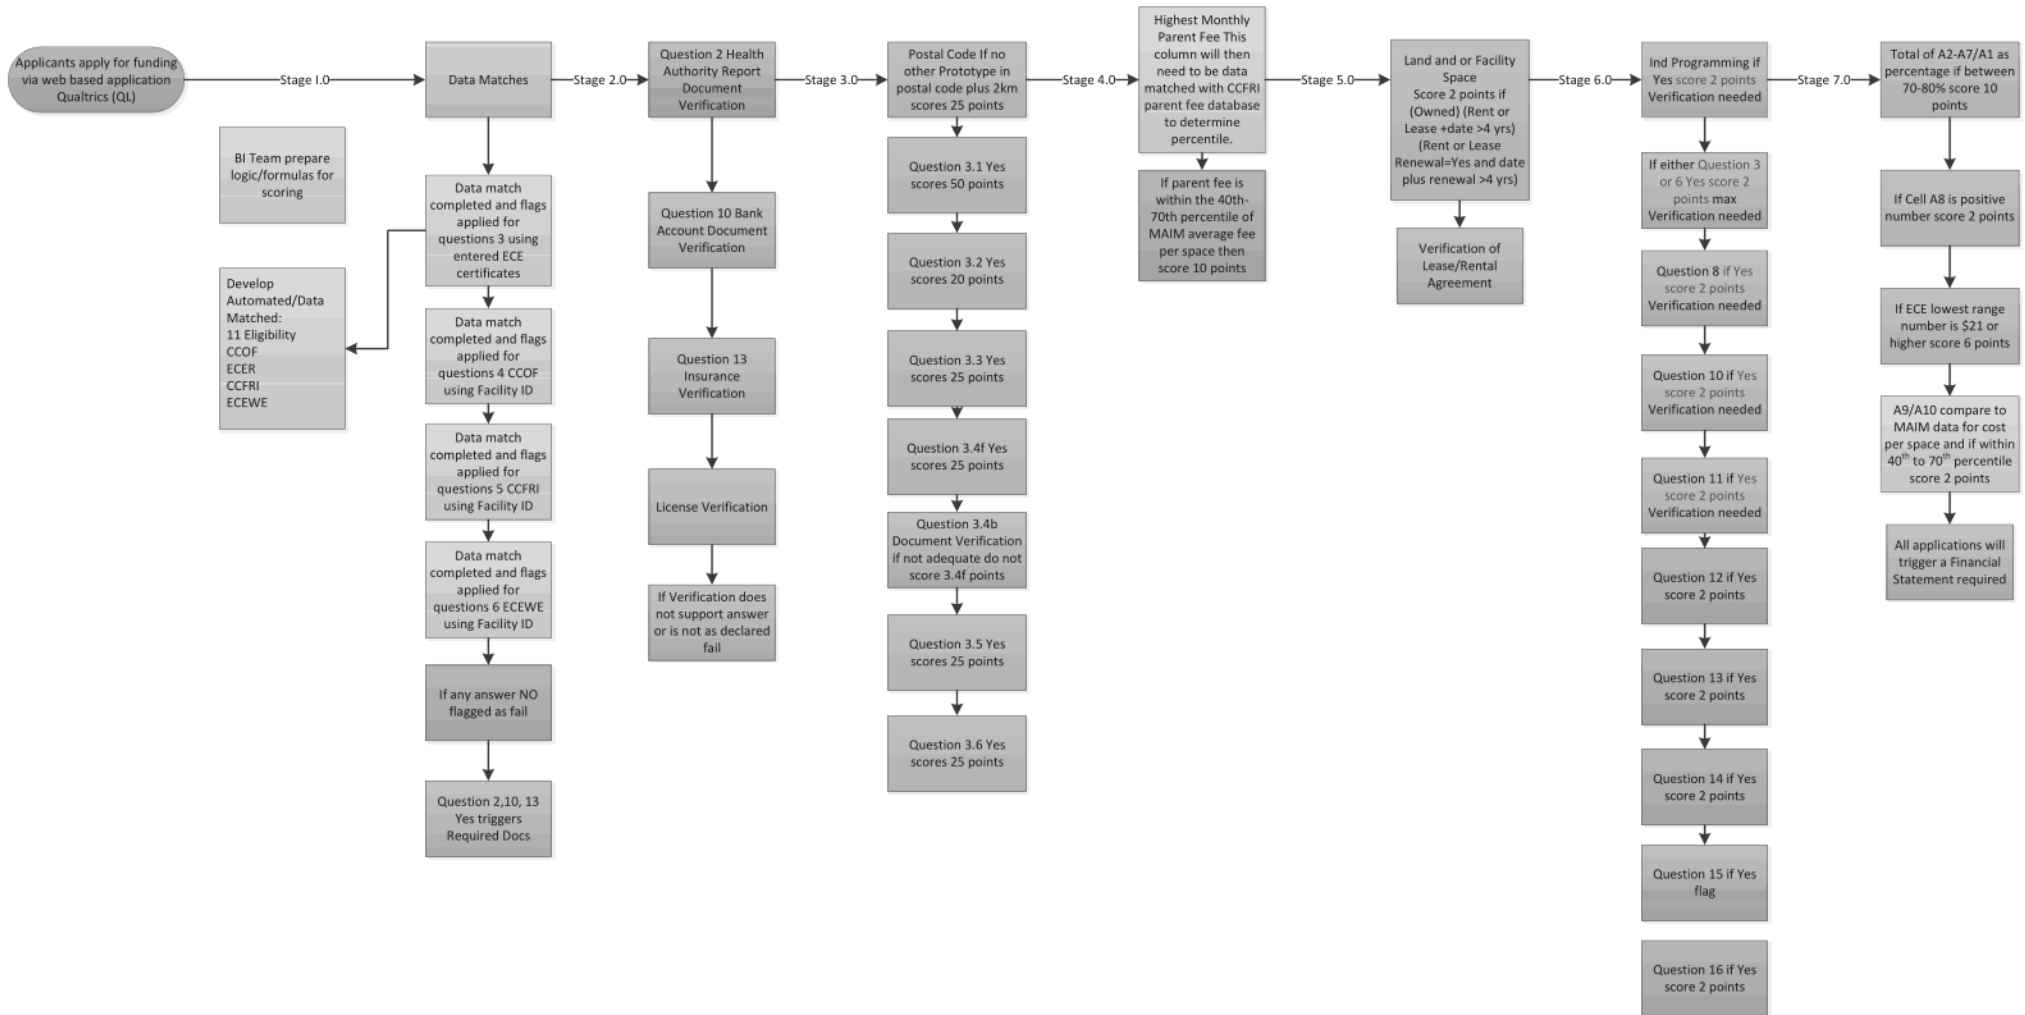 Applicants apply for funding
via web based application
Qualtrics (QL)
Stage I.0
BI Team prepare
logic/formulas for
scoring
Develop
Automated/Data
Matched:
11 Eligibility
CCOF
ECER
CCFRI
ECEWE
Data Matches
Data match
completed and flags
applied for
questions 3 using
entered ECE
certificates
Data match
completed and flags
applied for
questions 4 CCOF
using Facility ID
Data match
completed and flags
applied for
questions 5 CCFRI
using Facility ID
Data match
completed and flags
applied for
questions 6 ECEWE
using Facility ID
If any answer NO
flagged as fail
Question 2,10, 13
Yes triggers
Required Docs
Stage 2.0
Question 2 Health
Authority Report
Document
Verification
Question 10 Bank
Account Document
Verification
Question 13
Insurance
Verification
License Verification
If Verification does
not support answer
or is not as declared
fail
Stage 3.0
Postal Code If no
other Prototype in
postal code plus 2km
scores 25 points
Question 3.1 Yes
scores 50 points
Question 3.2 Yes
scores 20 points
Question 3.3 Yes
scores 25 points
Question 3.4f Yes
scores 25 points
Question 3.4b
Document Verification
if not adequate do not
score 3.4f points
Question 3.5 Yes
scores 25 points
Question 3.6 Yes
scores 25 points
Stage 4.0
Highest Monthly
Parent Fee This
column will then
need to be data
matched with CCFRI
parent fee database
to determine
percentile.
If parent fee is
within the 40th-
70th percentile of
MAIM average fee
per space then
score 10 points
Stage 5.0
Land and or Facility
Space
Score 2 points if
(Owned) (Rent or
Lease +date >4 yrs)
(Rent or Lease
Renewal=Yes and date
plus renewal >4 yrs)
Verification of
Lease/Rental
Agreement
Stage 6.0
Ind Programming if
Yes score 2 points
Verification needed
If either Question 3
or 6 Yes score 2
points max
Verification needed
Question 8 if Yes
score 2 points
Verification needed
Question 10 if Yes
score 2 points
Verification needed
Question 11 if Yes
score 2 points
Verification needed
Question 12 if Yes
score 2 points
Question 13 if Yes
score 2 points
Question 14 if Yes
score 2 points
Question 15 if Yes
flag
Question 16 if Yes
score 2 points
Stage 7.0
Total of A2-A7/A1 as
percentage if between
70-80% score 10
points
If Cell A8 is positive
number score 2 points
If ECE lowest range
number is $21 or
higher score 6 points
A9/A10 compare to
MAIM data for cost
per space and if within
40th to 70th percentile
score 2 points
All applications will
trigger a Financial
Statement required